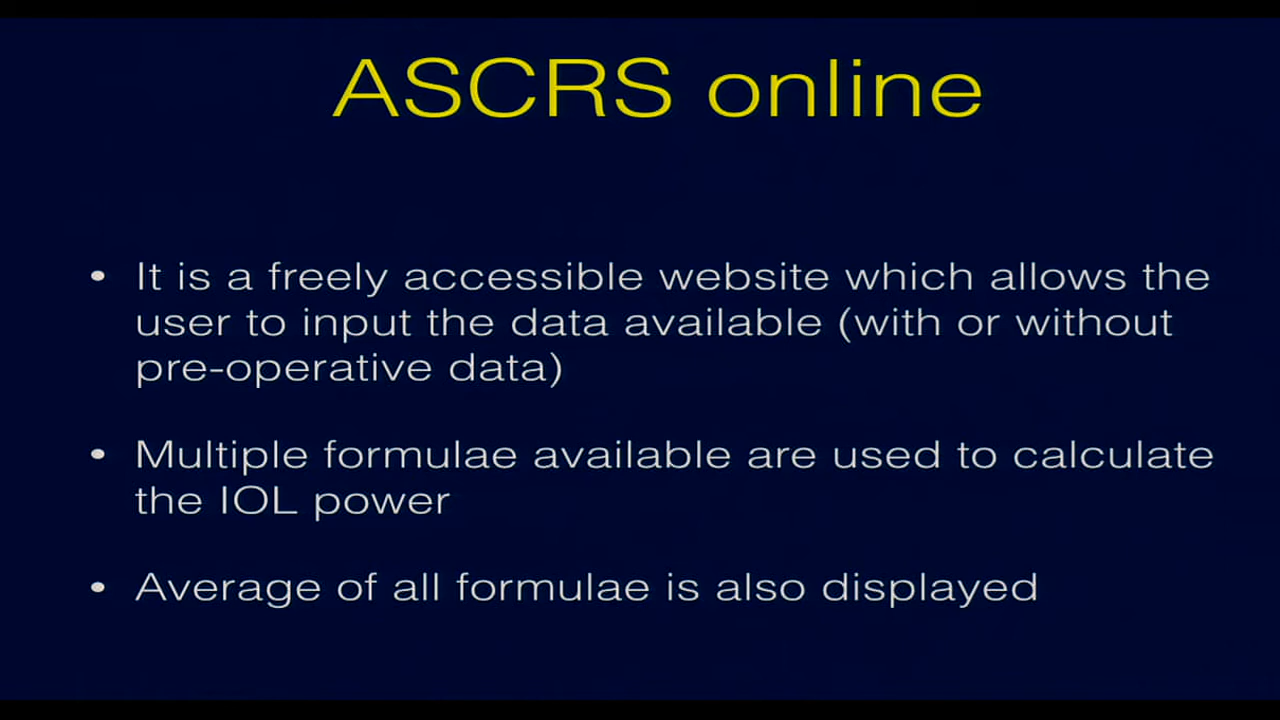 ASCRS online
• It is a freely accessible website which allows the
user to input the data available (with or without
pre-operative data)
• Multiple formulae available are used to calculate
the IOL power
• Average of all formulae is also displayed